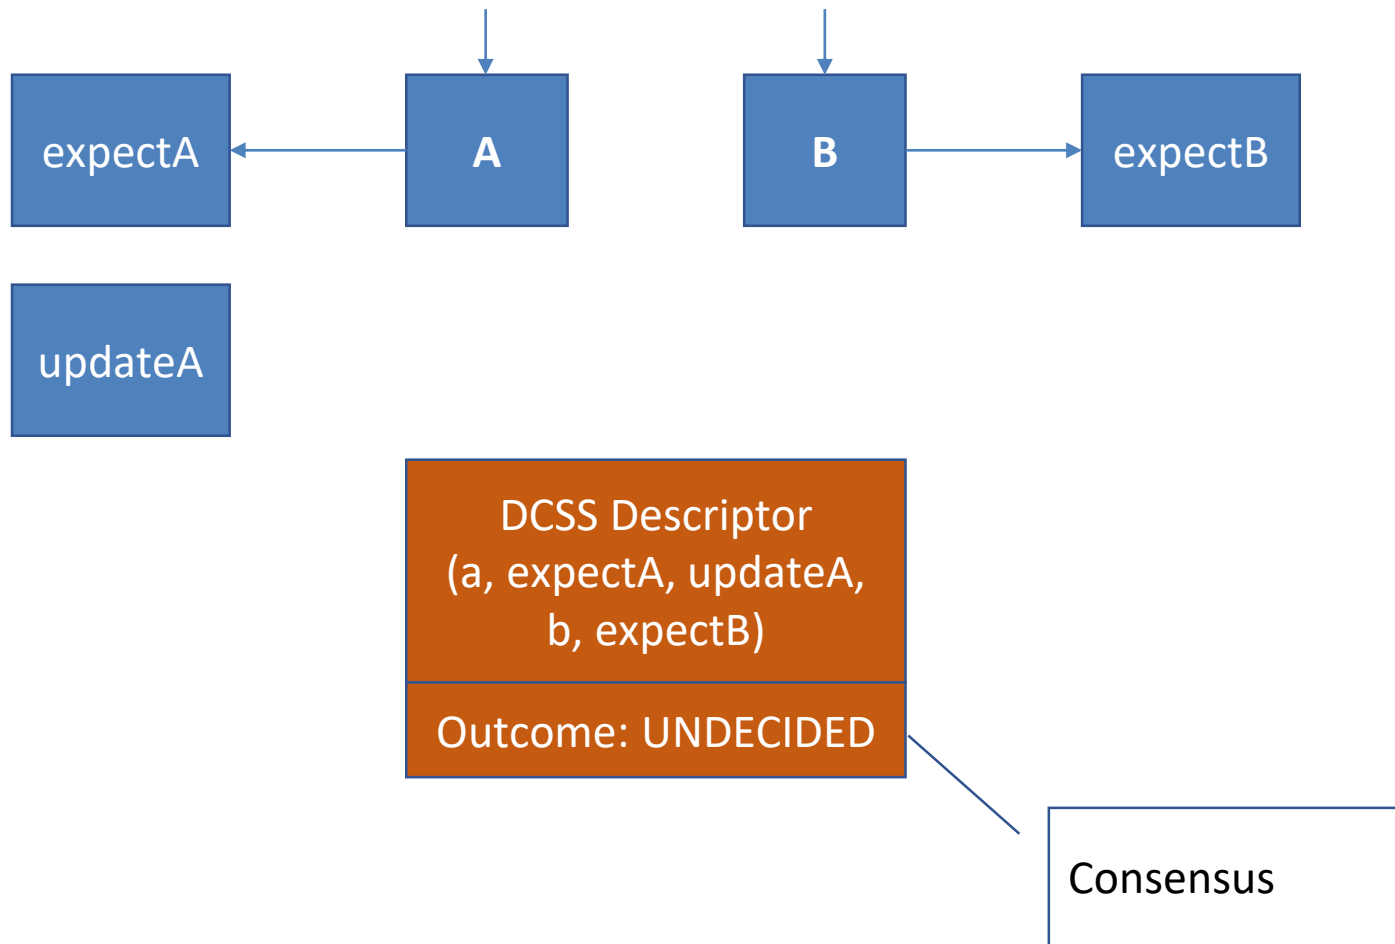 expectA
A
B
expectB
updateA
DCSS Descriptor
(a, expectA, updateA,
b, expectB)
Outcome: UNDECIDED
Consensus